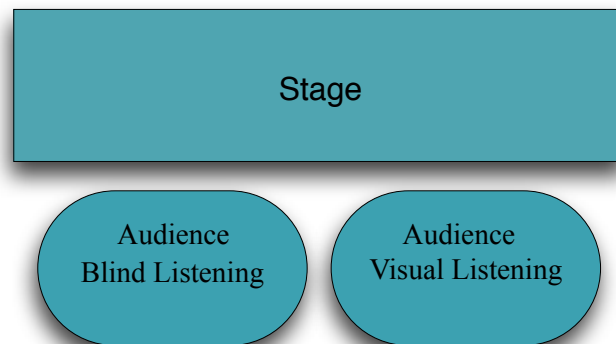 Stage
Audience
Blind Listening
Audience
Visual Listening